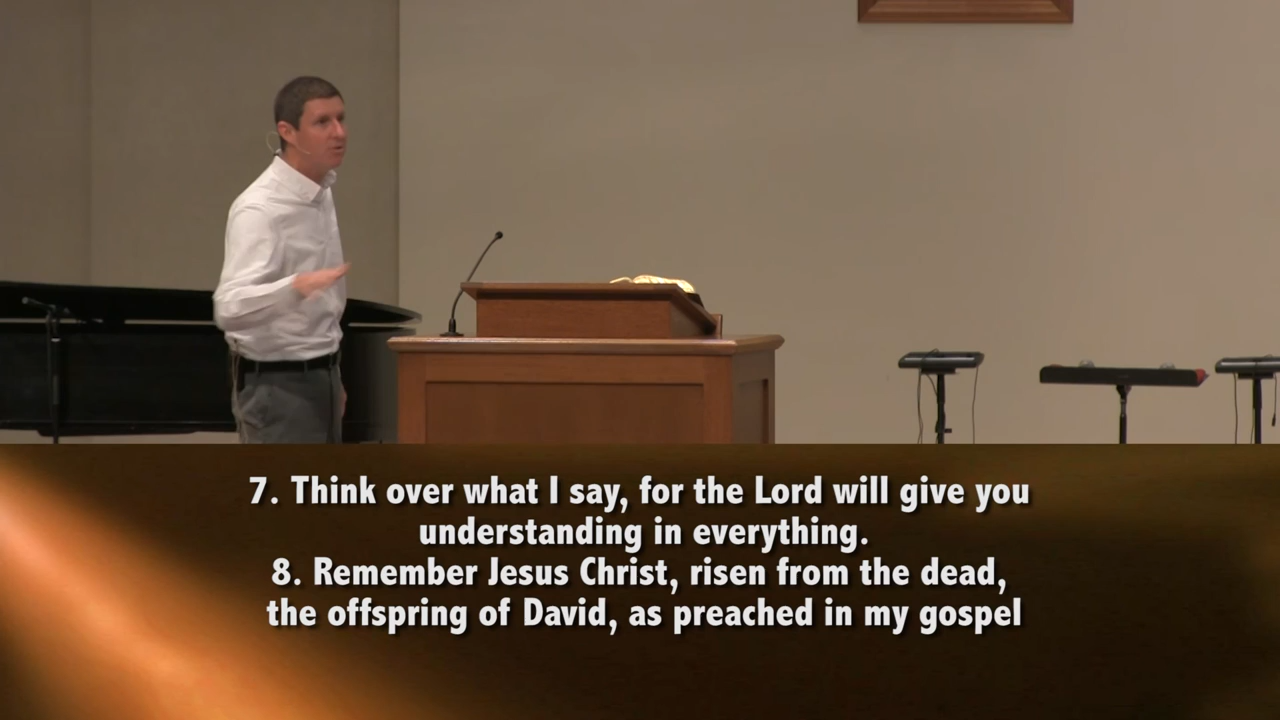 7. Think over what I say, for the Lord will give you
understanding in everything.
8. Remember Jesus Christ, risen from the dead,
the offspring of David, as preached in my gospel